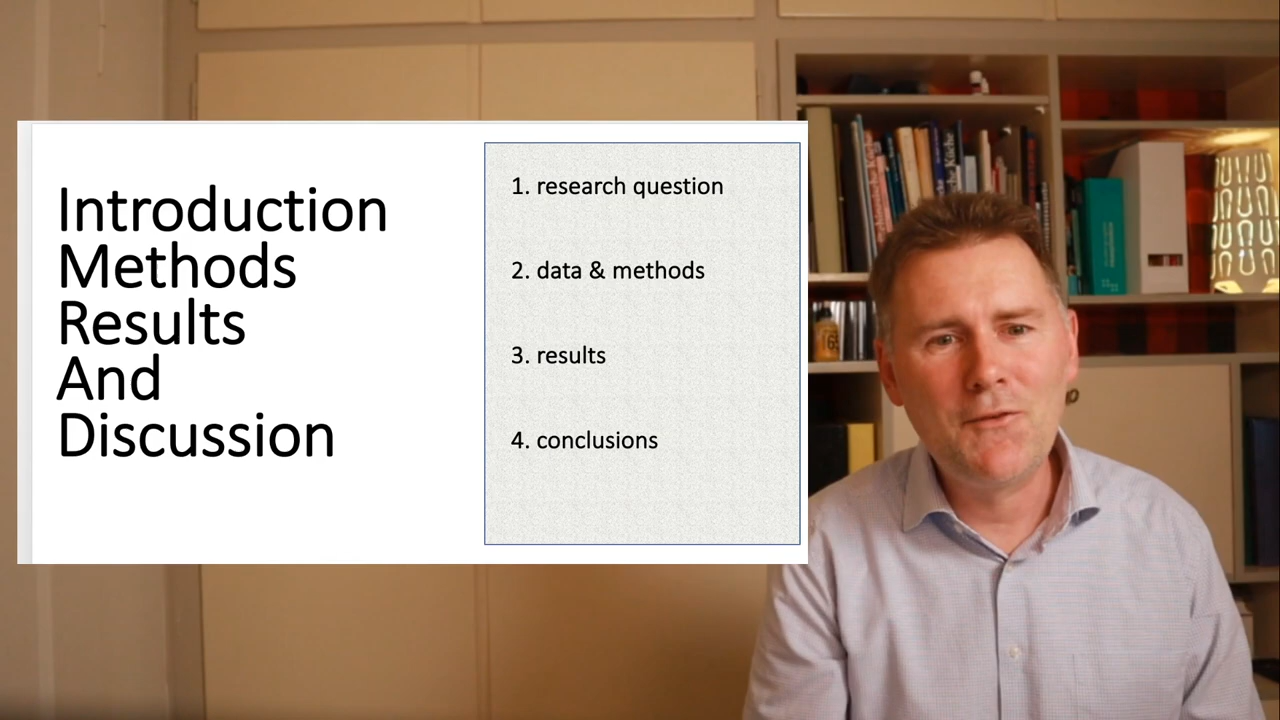 Introduction
Methods
Results
And
Discussion
1. research question
2. data & methods
3. results
4. conclusions